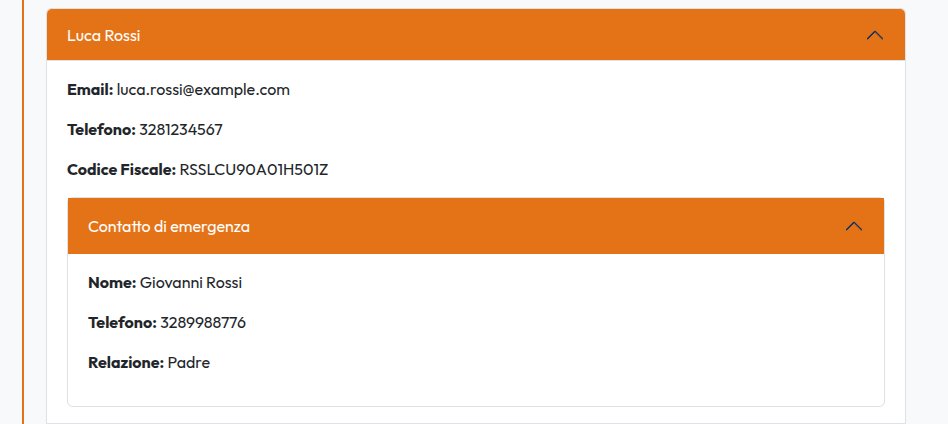 Luca Rossi
Email: luca.rossi@example.com
Telefono: 3281234567
Codice Fiscale: RSSLCU90A01H501Z
Contatto di emergenza
Nome: Giovanni Rossi
Telefono: 3289988776
Relazione: Padre